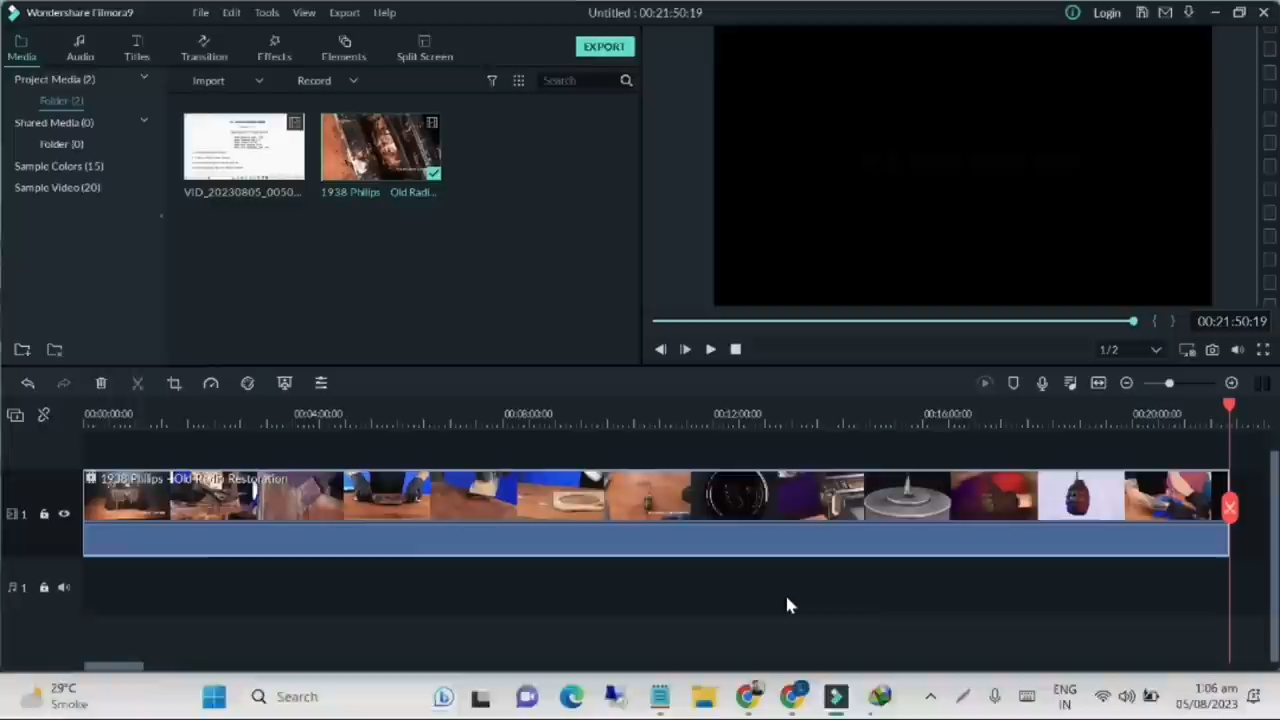 Wondershare Filmora9
File Edit Tools View Export Help
Untitled : 00:21:50:19
Login
Media Audio Titles Transition Effects Elements Split Screen
EXPORT
Project Media (2)
Folder (2)
Shared Media (0)
Folder (0)
Sample Colors (15)
Sample Video (20)
Import Record Search
VID_20230805_0050...
1938 Philips Old Radi...
00:21:50:19
1/2
00:00:00:00 00:04:00:00 00:08:00:00 00:12:00:00 00:16:00:00 00:20:00:00
1938 Philips - Old Radio Restoration
1
1
29°C
Smoke
Search
ENG
IN
1:06 am
05/08/2023